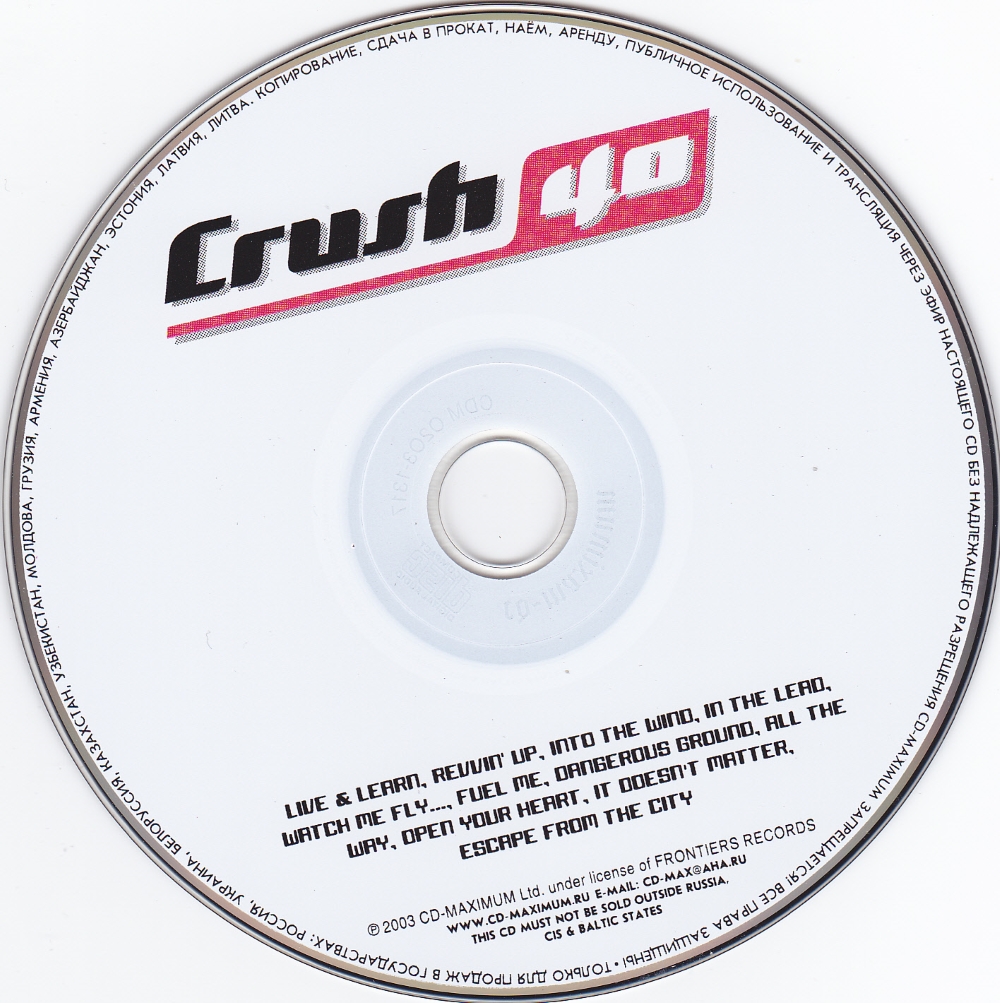 Crush 40
LIVE & LEARN, REVVIN' UP, INTO THE WIND, IN THE LEAD,
WATCH ME FLY...., FUEL ME, DANGEROUS GROUND, ALL THE
WAY, OPEN YOUR HEART, IT DOESN'T MATTER,
ESCAPE FROM THE CITY
℗ 2003 CD-MAXIMUM Ltd. under license of FRONTIERS RECORDS
WWW.CD-MAXIMUM.RU E-MAIL: CD-MAX@AHA.RU
THIS CD MUST NOT BE SOLD OUTSIDE RUSSIA,
CIS & BALTIC STATES
ТОЛЬКО ДЛЯ ПРОДАЖ В ГОСУДАРСТВАХ: РОССИЯ, УКРАИНА, БЕЛОРУССИЯ, КАЗАХСТАН, УЗБЕКИСТАН, МОЛДОВА, ГРУЗИЯ, АРМЕНИЯ, АЗЕРБАЙДЖАН, ЭСТОНИЯ, ЛАТВИЯ, ЛИТВА. КОПИРОВАНИЕ, СДАЧА В ПРОКАТ, НАЁМ, АРЕНДУ, ПУБЛИЧНОЕ ИСПОЛЬЗОВАНИЕ И ТРАНСЛЯЦИЯ ЧЕРЕЗ ЭФИР НАСТОЯЩЕГО CD БЕЗ НАДЛЕЖАЩЕГО РАЗРЕШЕНИЯ CD-MAXIMUM ЗАПРЕЩАЕТСЯ! ВСЕ ПРАВА ЗАЩИЩЕНЫ •